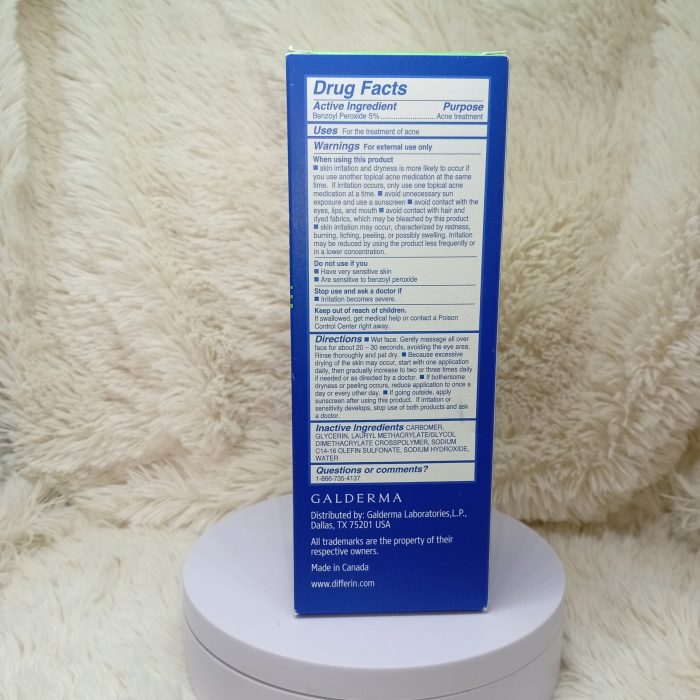 Drug Facts
Active Ingredient Purpose
Benzoyl Peroxide 5%........................Acne treatment
Uses For the treatment of acne
Warnings For external use only
When using this product
■ skin irritation and dryness is more likely to occur if
you use another topical acne medication at the same
time. If irritation occurs, only use one topical acne
medication at a time. ■ avoid unnecessary sun
exposure and use a sunscreen ■ avoid contact with the
eyes, lips, and mouth ■ avoid contact with hair and
dyed fabrics, which may be bleached by this product
■ skin irritation may occur, characterized by redness,
burning, itching, peeling, or possibly swelling. Irritation
may be reduced by using the product less frequently or
in a lower concentration.
Do not use if you
■ Have very sensitive skin
■ Are sensitive to benzoyl peroxide
Stop use and ask a doctor if
■ Irritation becomes severe.
Keep out of reach of children.
If swallowed, get medical help or contact a Poison
Control Center right away.
Directions ■ Wet face. Gently massage all over
face for about 20 – 30 seconds, avoiding the eye area.
Rinse thoroughly and pat dry. ■ Because excessive
drying of the skin may occur, start with one application
daily, then gradually increase to two or three times daily
if needed or as directed by a doctor. ■ If bothersome
dryness or peeling occurs, reduce application to once a
day or every other day. ■ If going outside, apply
sunscreen after using this product. If irritation or
sensitivity develops, stop use of both products and ask
a doctor.
Inactive Ingredients CARBOMER,
GLYCERIN, LAURYL METHACRYLATE/GLYCOL
DIMETHACRYLATE CROSSPOLYMER, SODIUM
C14-16 OLEFIN SULFONATE, SODIUM HYDROXIDE,
WATER
Questions or comments?
1-866-735-4137
GALDERMA
Distributed by: Galderma Laboratories,L.P.,
Dallas, TX 75201 USA
All trademarks are the property of their
respective owners.
Made in Canada
www.differin.com